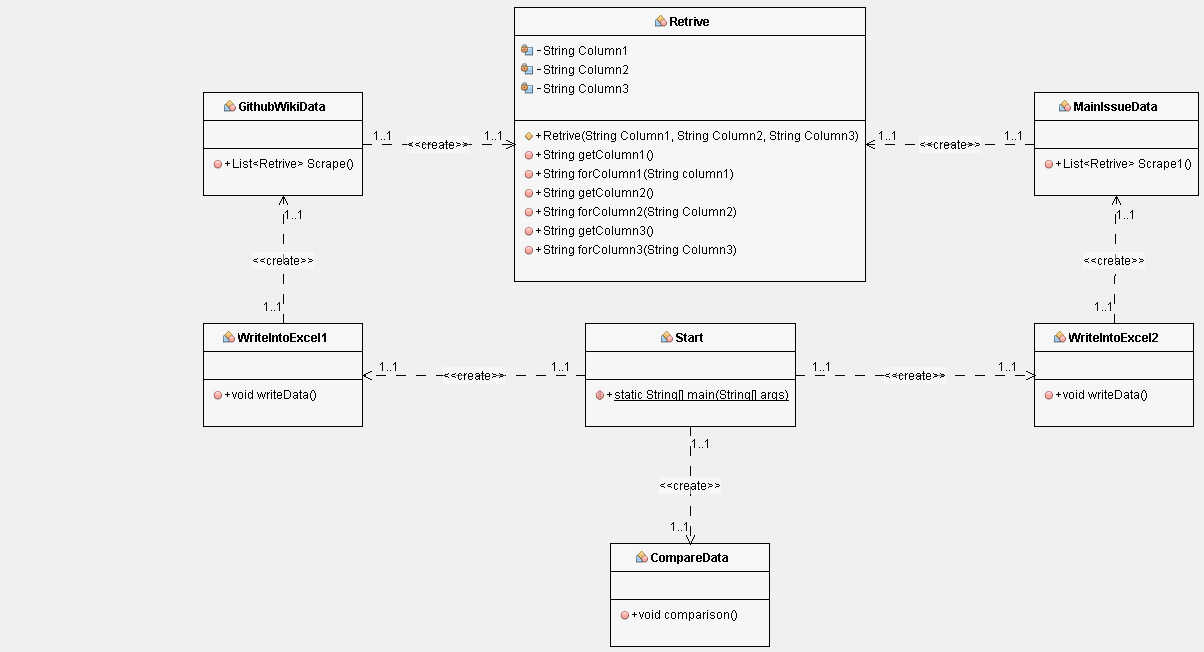 Retrive
-String Column1
-String Column2
-String Column3
+Retrive(String Column1, String Column2, String Column3)
+String getColumn1()
+String forColumn1(String column1)
+String getColumn2()
+String forColumn2(String Column2)
+String getColumn3()
+String forColumn3(String Column3)
GithubWikiData
+List<Retrive> Scrape()
1..1
<<create>>
1..1
MainIssueData
+List<Retrive> Scrape1()
1..1
<<create>>
1..1
1..1
<<create>>
1..1
1..1
<<create>>
1..1
WriteIntoExcel1
+void writeData()
1..1
<<create>>
1..1
Start
+static String[] main(String[] args)
1..1
<<create>>
1..1
WriteIntoExcel2
+void writeData()
1..1
<<create>>
1..1
CompareData
+void comparison()